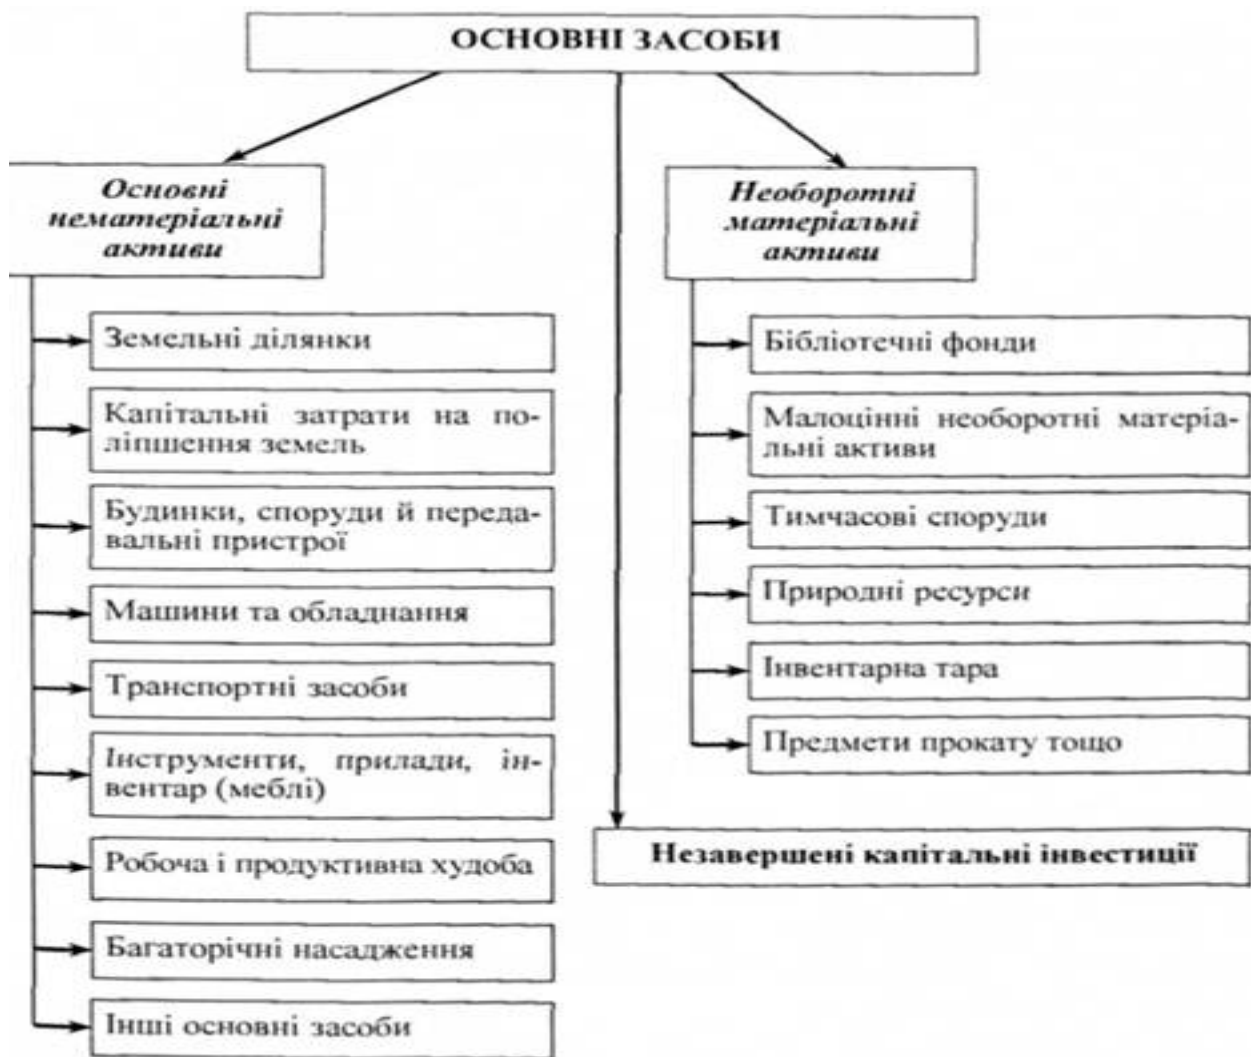 ОСНОВНІ ЗАСОБИ
Основні
нематеріальні
активи
Земельні ділянки
Капітальні затрати на по-
ліпшення земель
Будинки, споруди й переда-
вальні пристрої
Машини та обладнання
Транспортні засоби
Інструменти, прилади, ін-
вентар (меблі)
Робоча і продуктивна худоба
Багаторічні насадження
Інші основні засоби
Необоротні
матеріальні
активи
Бібліотечні фонди
Малоцінні необоротні матеріа-
льні активи
Тимчасові споруди
Природні ресурси
Інвентарна тара
Предмети прокату тощо
Незавершені капітальні інвестиції